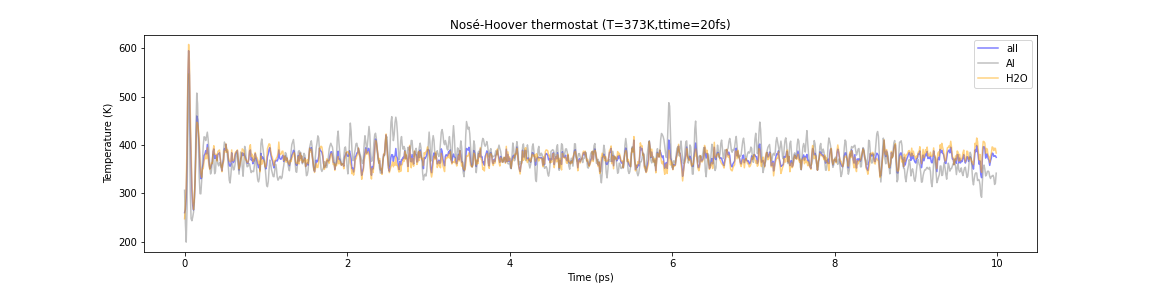 Nosé-Hoover thermostat (T=373K,ttime=20fs)
600
500
400
300
200
Temperature (K)
all
Al
H2O
0
2
4
6
8
10
Time (ps)